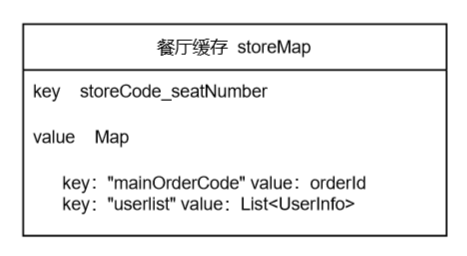 餐厅缓存 storeMap
key storeCode_seatNumber
value Map
key："mainOrderCode" value：orderId
key："userlist" value：List<UserInfo>